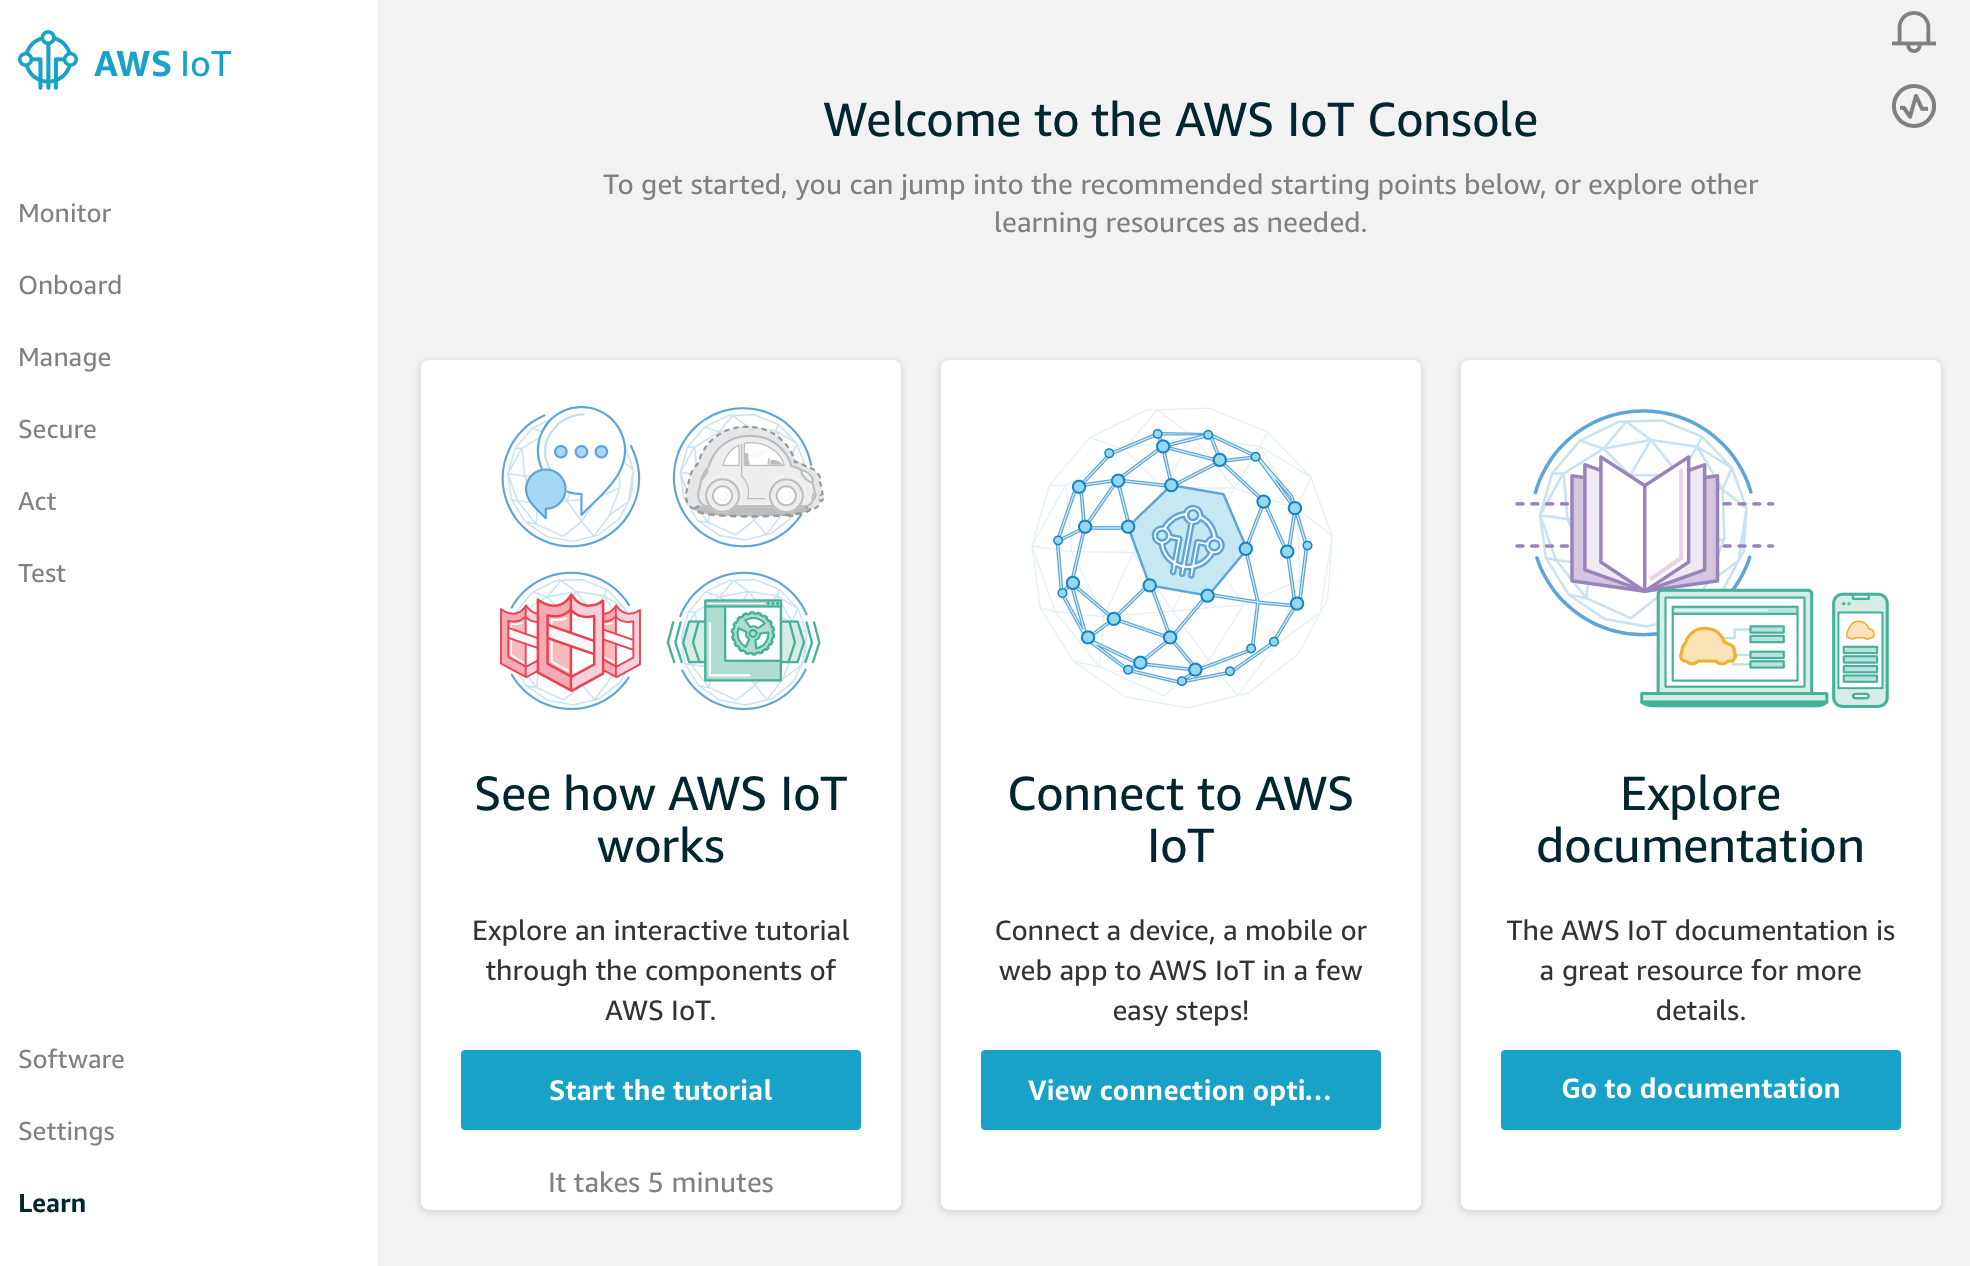 AWS IoT
Monitor
Onboard
Manage
Secure
Act
Test
Software
Settings
Learn
Welcome to the AWS IoT Console
To get started, you can jump into the recommended starting points below, or explore other
learning resources as needed.
See how AWS IoT
works
Explore an interactive tutorial
through the components of
AWS IoT.
Start the tutorial
It takes 5 minutes
Connect to AWS
IoT
Connect a device, a mobile or
web app to AWS IoT in a few
easy steps!
View connection opti...
Explore
documentation
The AWS IoT documentation is
a great resource for more
details.
Go to documentation